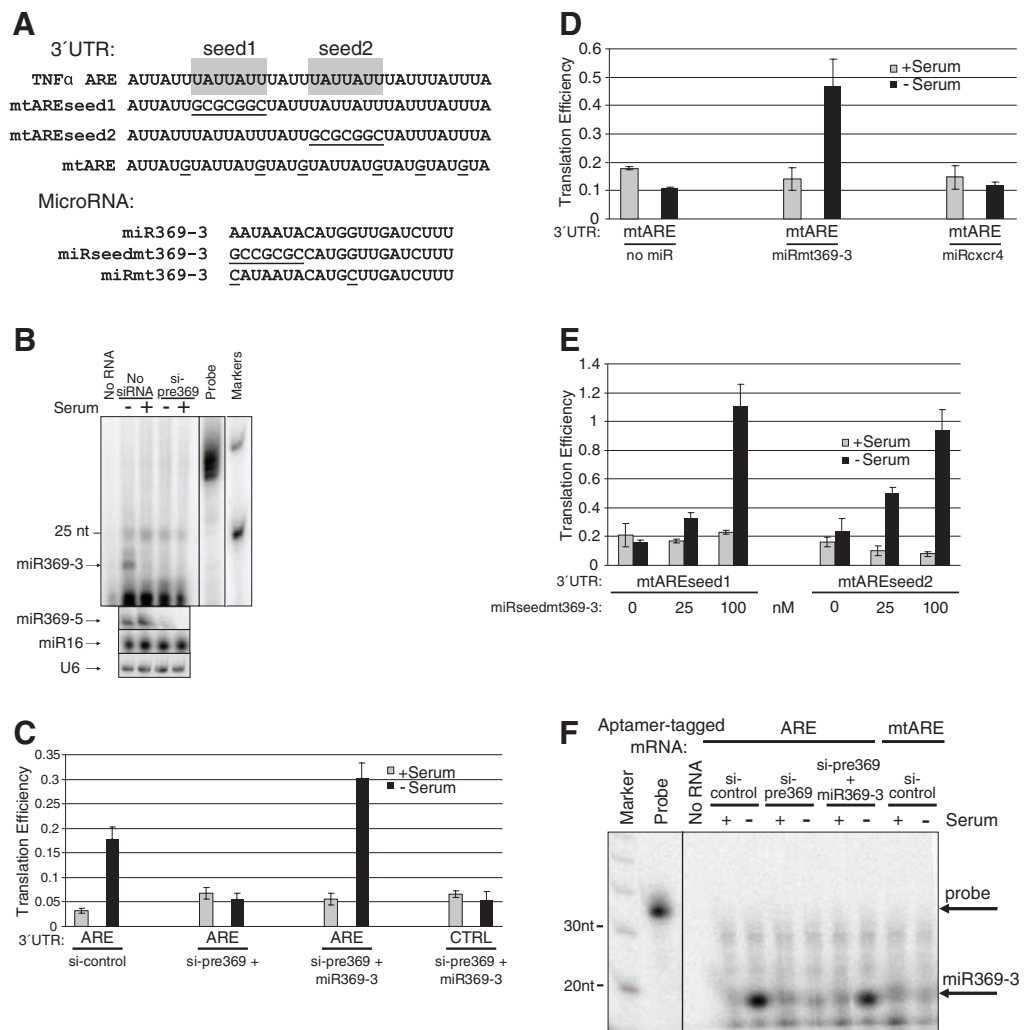 A
3´UTR: seed1 seed2
TNFα ARE AUUAUUUAUUAUUUAUUUAUUAUUUAUUUAUUUA
mtAREseed1 AUUAUUGCGCGGCUAUUUAUUAUUUAUUUAUUUA
mtAREseed2 AUUAUUUAUUAUUUAUUGCGCGGCUAUUUAUUUA
mtARE AUUAUGUAUUAUGUAUGUAUUAUGUAUGUAUGUA
MicroRNA:
miR369-3 AAUAAUACAUGGUUGAUCUUU
miRseedmt369-3 GCCGCGCCAUGGUUGAUCUUU
miRmt369-3 CAUAAUACAUGCUUGAUCUUU
B
No RNA
No siRNA
si-pre369
Probe
Markers
Serum - + - +
25 nt
miR369-3
miR369-5
miR16
U6
C
Translation Efficiency
0.35
0.3
0.25
0.2
0.15
0.1
0.05
0
+Serum
-Serum
3´UTR: ARE ARE ARE CTRL
si-control si-pre369 + si-pre369 + miR369-3 si-pre369 + miR369-3
D
Translation Efficiency
0.6
0.5
0.4
0.3
0.2
0.1
0
+Serum
-Serum
3´UTR: mtARE mtARE mtARE
no miR miRmt369-3 miRcxcr4
E
Translation Efficiency
1.4
1.2
1
0.8
0.6
0.4
0.2
0
+Serum
-Serum
3´UTR: mtAREseed1 mtAREseed2
miRseedmt369-3: 0 25 100 nM 0 25 100
F
Aptamer-tagged mRNA: ARE mtARE
Marker
Probe
No RNA
si-control
si-pre369
si-pre369 + miR369-3
si-control
+ - + - + - + - Serum
probe
30nt
20nt
miR369-3